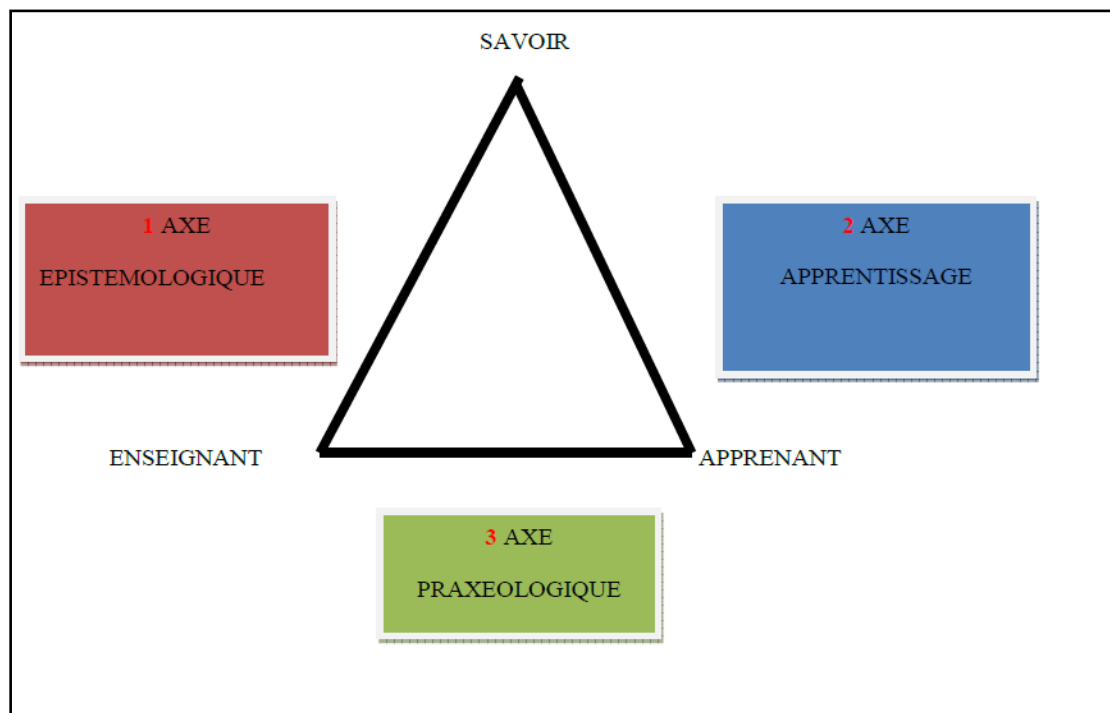 SAVOIR
1 AXE
EPISTEMOLOGIQUE
2 AXE
APPRENTISSAGE
ENSEIGNANT
APPRENANT
3 AXE
PRAXEOLOGIQUE